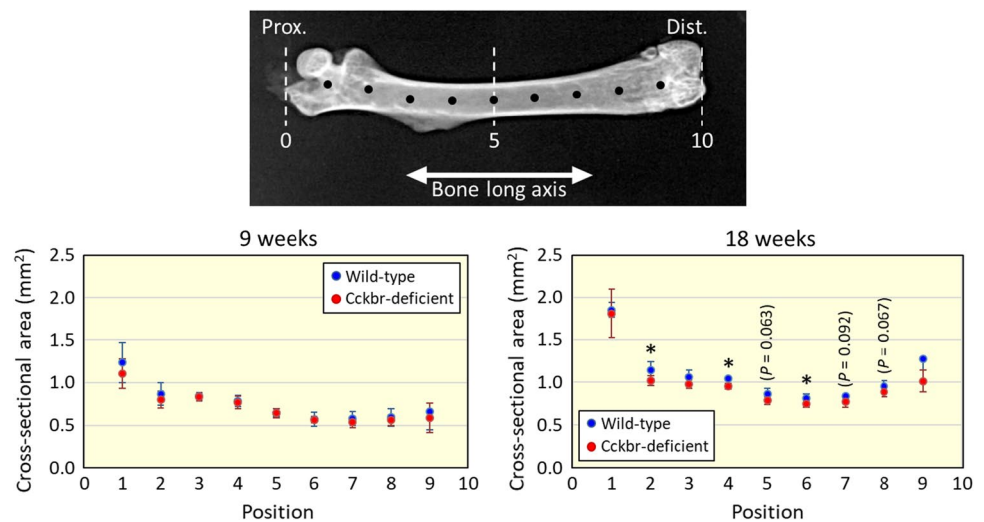 Prox.
Dist.
0
5
10
Bone long axis
9 weeks
Cross-sectional area (mm²)
2.5
2.0
1.5
1.0
0.5
0.0
Wild-type
Cckbr-deficient
0 1 2 3 4 5 6 7 8 9 10
Position
18 weeks
Cross-sectional area (mm²)
2.5
2.0
1.5
1.0
0.5
0.0
*
*
(P = 0.063)
*
(P = 0.092)
(P = 0.067)
Wild-type
Cckbr-deficient
0 1 2 3 4 5 6 7 8 9 10
Position